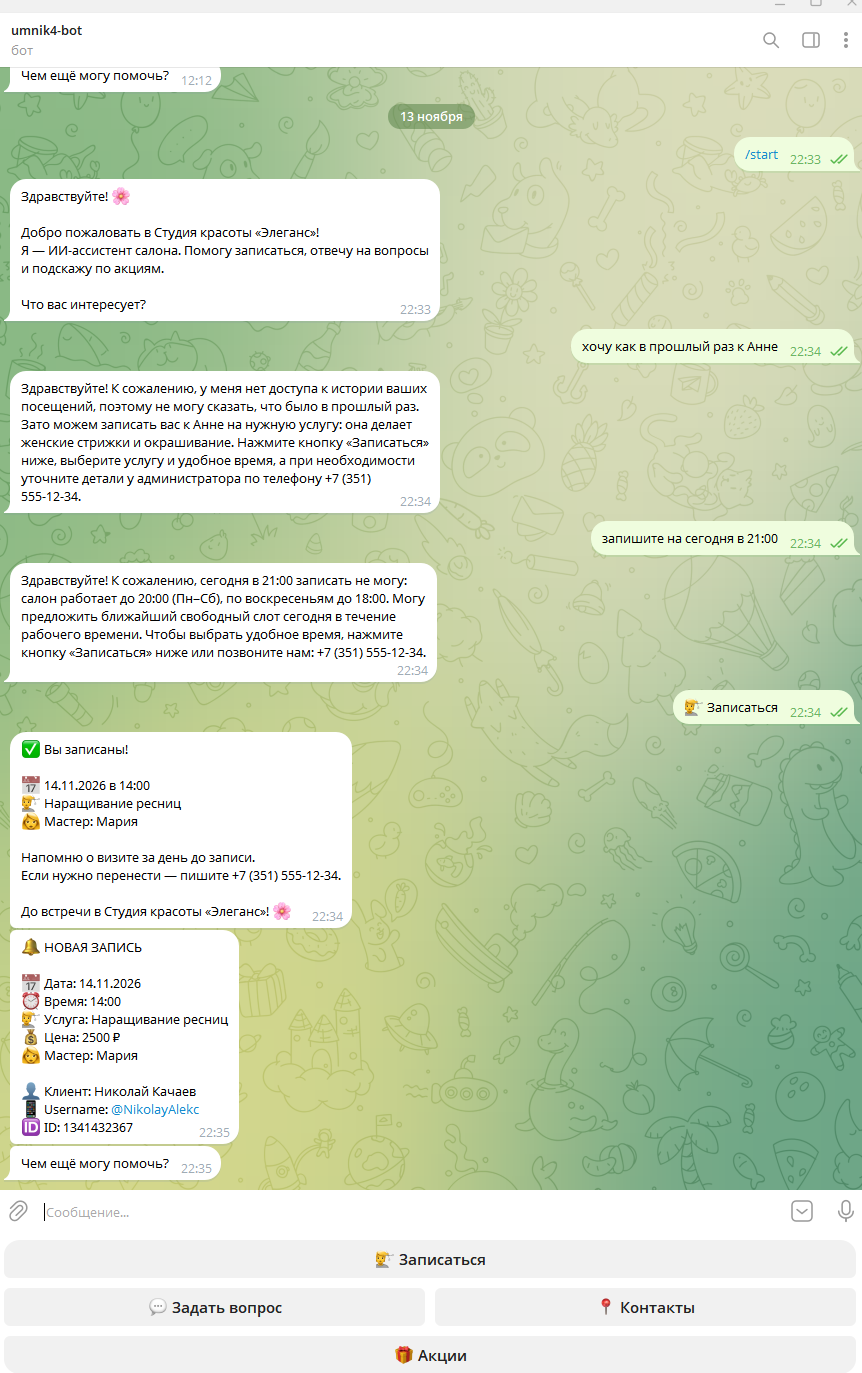 umnik4-bot
бот
Чем ещё могу помочь? 12:12
13 ноября
/start 22:33
Здравствуйте! 🌸
Добро пожаловать в Студия красоты «Элеганс»!
Я — ИИ-ассистент салона. Помогу записаться, отвечу на вопросы
и подскажу по акциям.
Что вас интересует? 22:33
хочу как в прошлый раз к Анне 22:34
Здравствуйте! К сожалению, у меня нет доступа к истории ваших
посещений, поэтому не могу сказать, что было в прошлый раз.
Зато можем записать вас к Анне на нужную услугу: она делает
женские стрижки и окрашивание. Нажмите кнопку «Записаться»
ниже, выберите услугу и удобное время, а при необходимости
уточните детали у администратора по телефону +7 (351)
555-12-34. 22:34
запишите на сегодня в 21:00 22:34
Здравствуйте! К сожалению, сегодня в 21:00 записать не могу:
салон работает до 20:00 (Пн–Сб), по воскресеньям до 18:00. Могу
предложить ближайший свободный слот сегодня в течение
рабочего времени. Чтобы выбрать удобное время, нажмите
кнопку «Записаться» ниже или позвоните нам: +7 (351) 555-12-34.
22:34
💇 Записаться 22:34
✅ Вы записаны!
📅 14.11.2026 в 14:00
💇 Наращивание ресниц
👩 Мастер: Мария
Напомню о визите за день до записи.
Если нужно перенести — пишите +7 (351) 555-12-34.
До встречи в Студия красоты «Элеганс»! 🌸 22:34
🔔 НОВАЯ ЗАПИСЬ
📅 Дата: 14.11.2026
⏰ Время: 14:00
💇 Услуга: Наращивание ресниц
💰 Цена: 2500 ₽
👩 Мастер: Мария
👤 Клиент: Николай Качаев
📱 Username: @NikolayAlekc
🆔 ID: 1341432367 22:35
Чем ещё могу помочь? 22:35
Сообщение...
💇 Записаться
💬 Задать вопрос
📍 Контакты
🎁 Акции